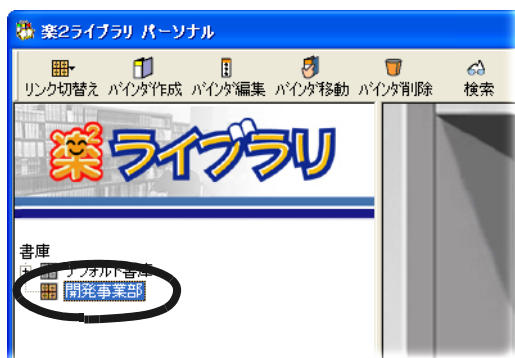 楽2ライブラリ パーソナル
リンク切替え バインダ作成 バインダ編集 バインダ移動 バインダ削除 検索
楽2ライブラリ
書庫
デフォルト書庫
開発事業部